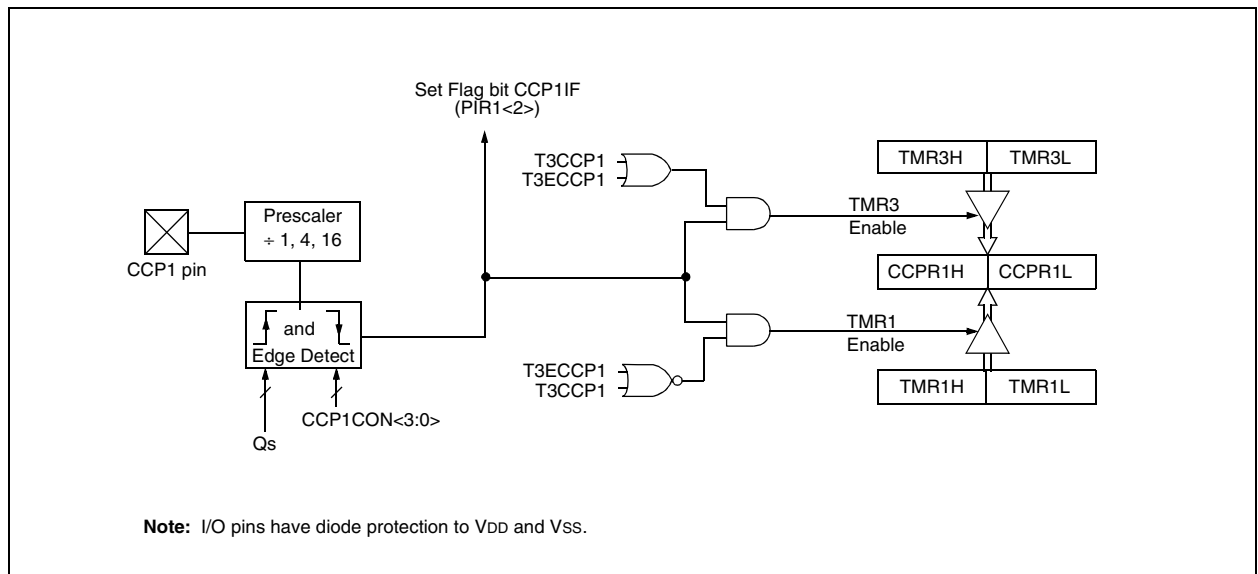 Set Flag bit CCP1IF
(PIR1<2>)
T3CCP1
T3ECCP1
TMR3H TMR3L
Prescaler
÷ 1, 4, 16
TMR3
Enable
CCP1 pin
CCPR1H CCPR1L
and
Edge Detect
TMR1
Enable
T3ECCP1
T3CCP1
TMR1H TMR1L
CCP1CON<3:0>
Qs
Note: I/O pins have diode protection to VDD and VSS.